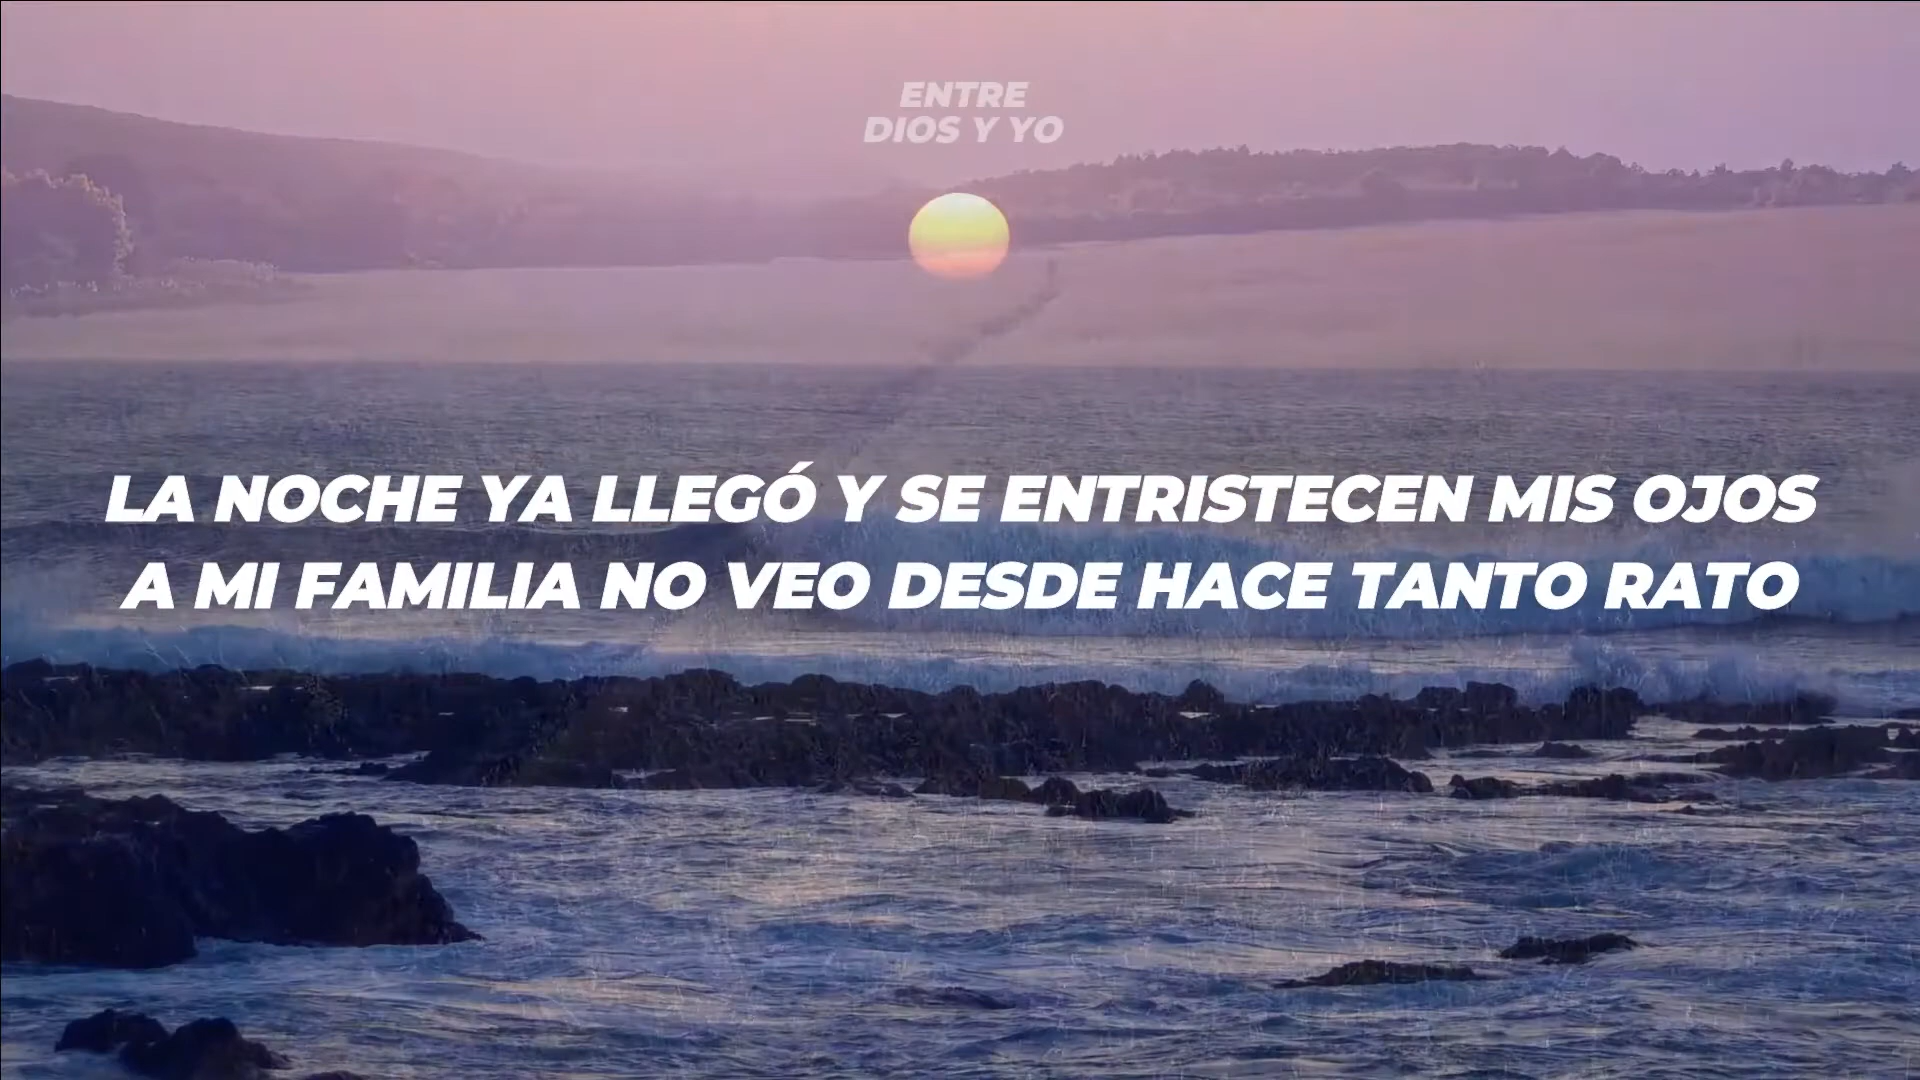 ENTRE
DIOS Y YO
LA NOCHE YA LLEGÓ Y SE ENTRISTECEN MIS OJOS
A MI FAMILIA NO VEO DESDE HACE TANTO RATO